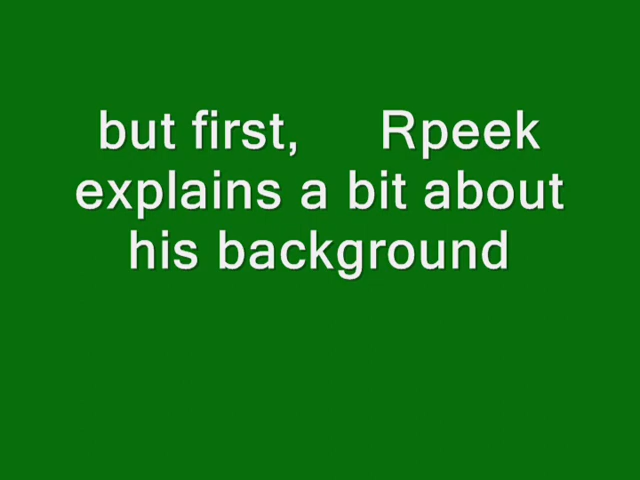 but first, Rpeek
explains a bit about
his background